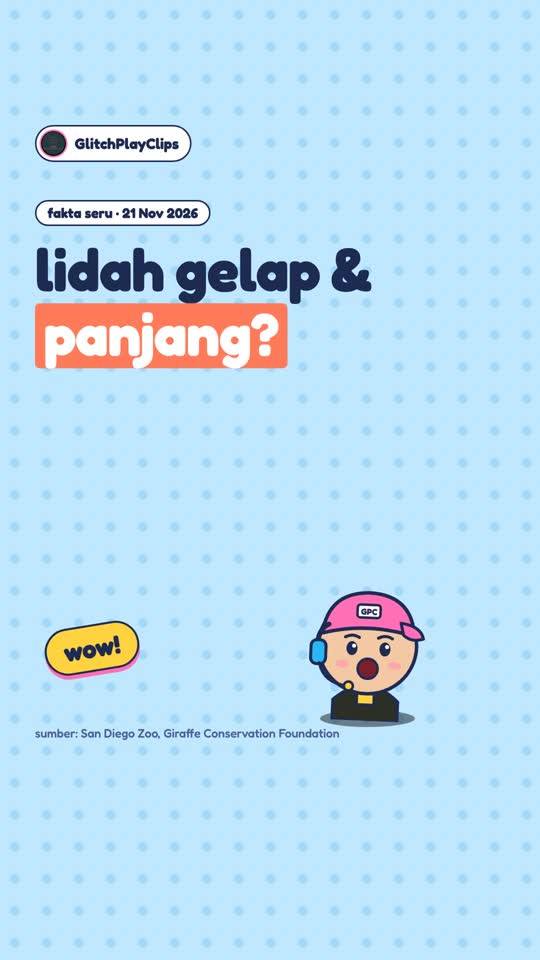 GlitchPlayClips
fakta seru · 21 Nov 2026
lidah gelap &
panjang?
GPC
wow!
sumber: San Diego Zoo, Giraffe Conservation Foundation